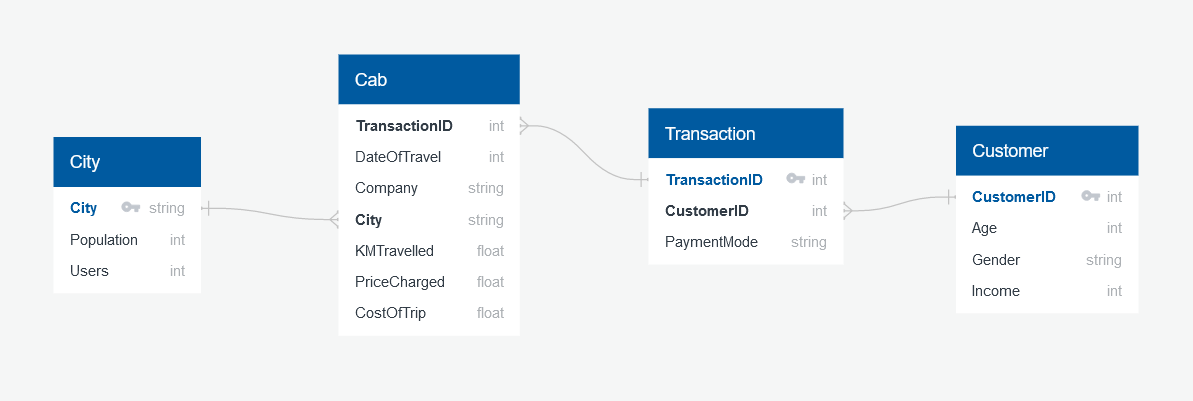 City
City string
Population int
Users int
Cab
TransactionID int
DateOfTravel int
Company string
City string
KMTravelled float
PriceCharged float
CostOfTrip float
Transaction
TransactionID int
CustomerID int
PaymentMode string
Customer
CustomerID int
Age int
Gender string
Income int